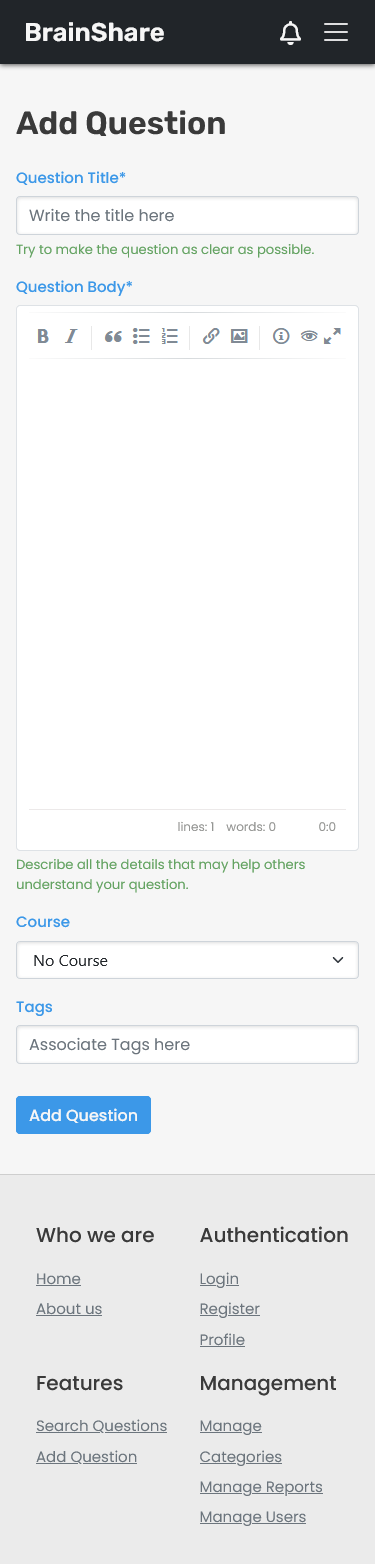 BrainShare
Add Question
Question Title*
Write the title here
Try to make the question as clear as possible.
Question Body*
B I
lines: 1 words: 0 0:0
Describe all the details that may help others
understand your question.
Course
No Course
Tags
Associate Tags here
Add Question
Who we are
Home
About us
Authentication
Login
Register
Profile
Features
Search Questions
Add Question
Management
Manage
Categories
Manage Reports
Manage Users